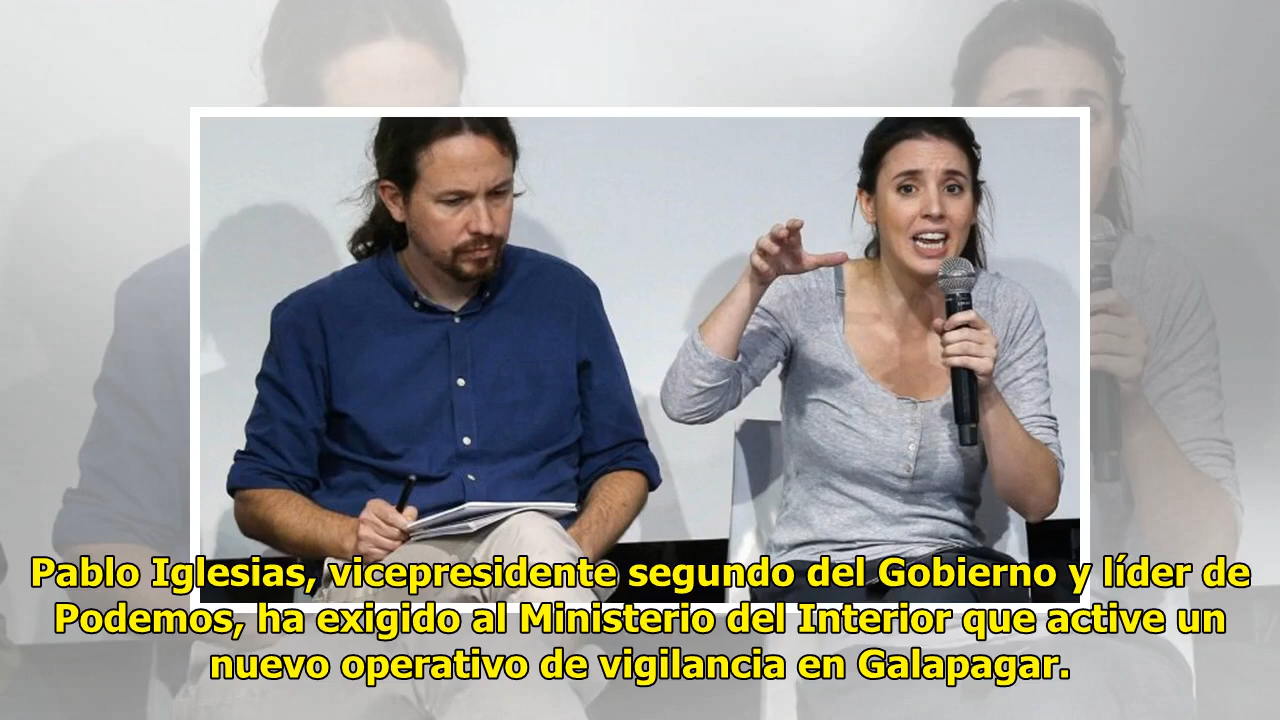 Pablo Iglesias, vicepresidente segundo del Gobierno y líder de
Podemos, ha exigido al Ministerio del Interior que active un
nuevo operativo de vigilancia en Galapagar.